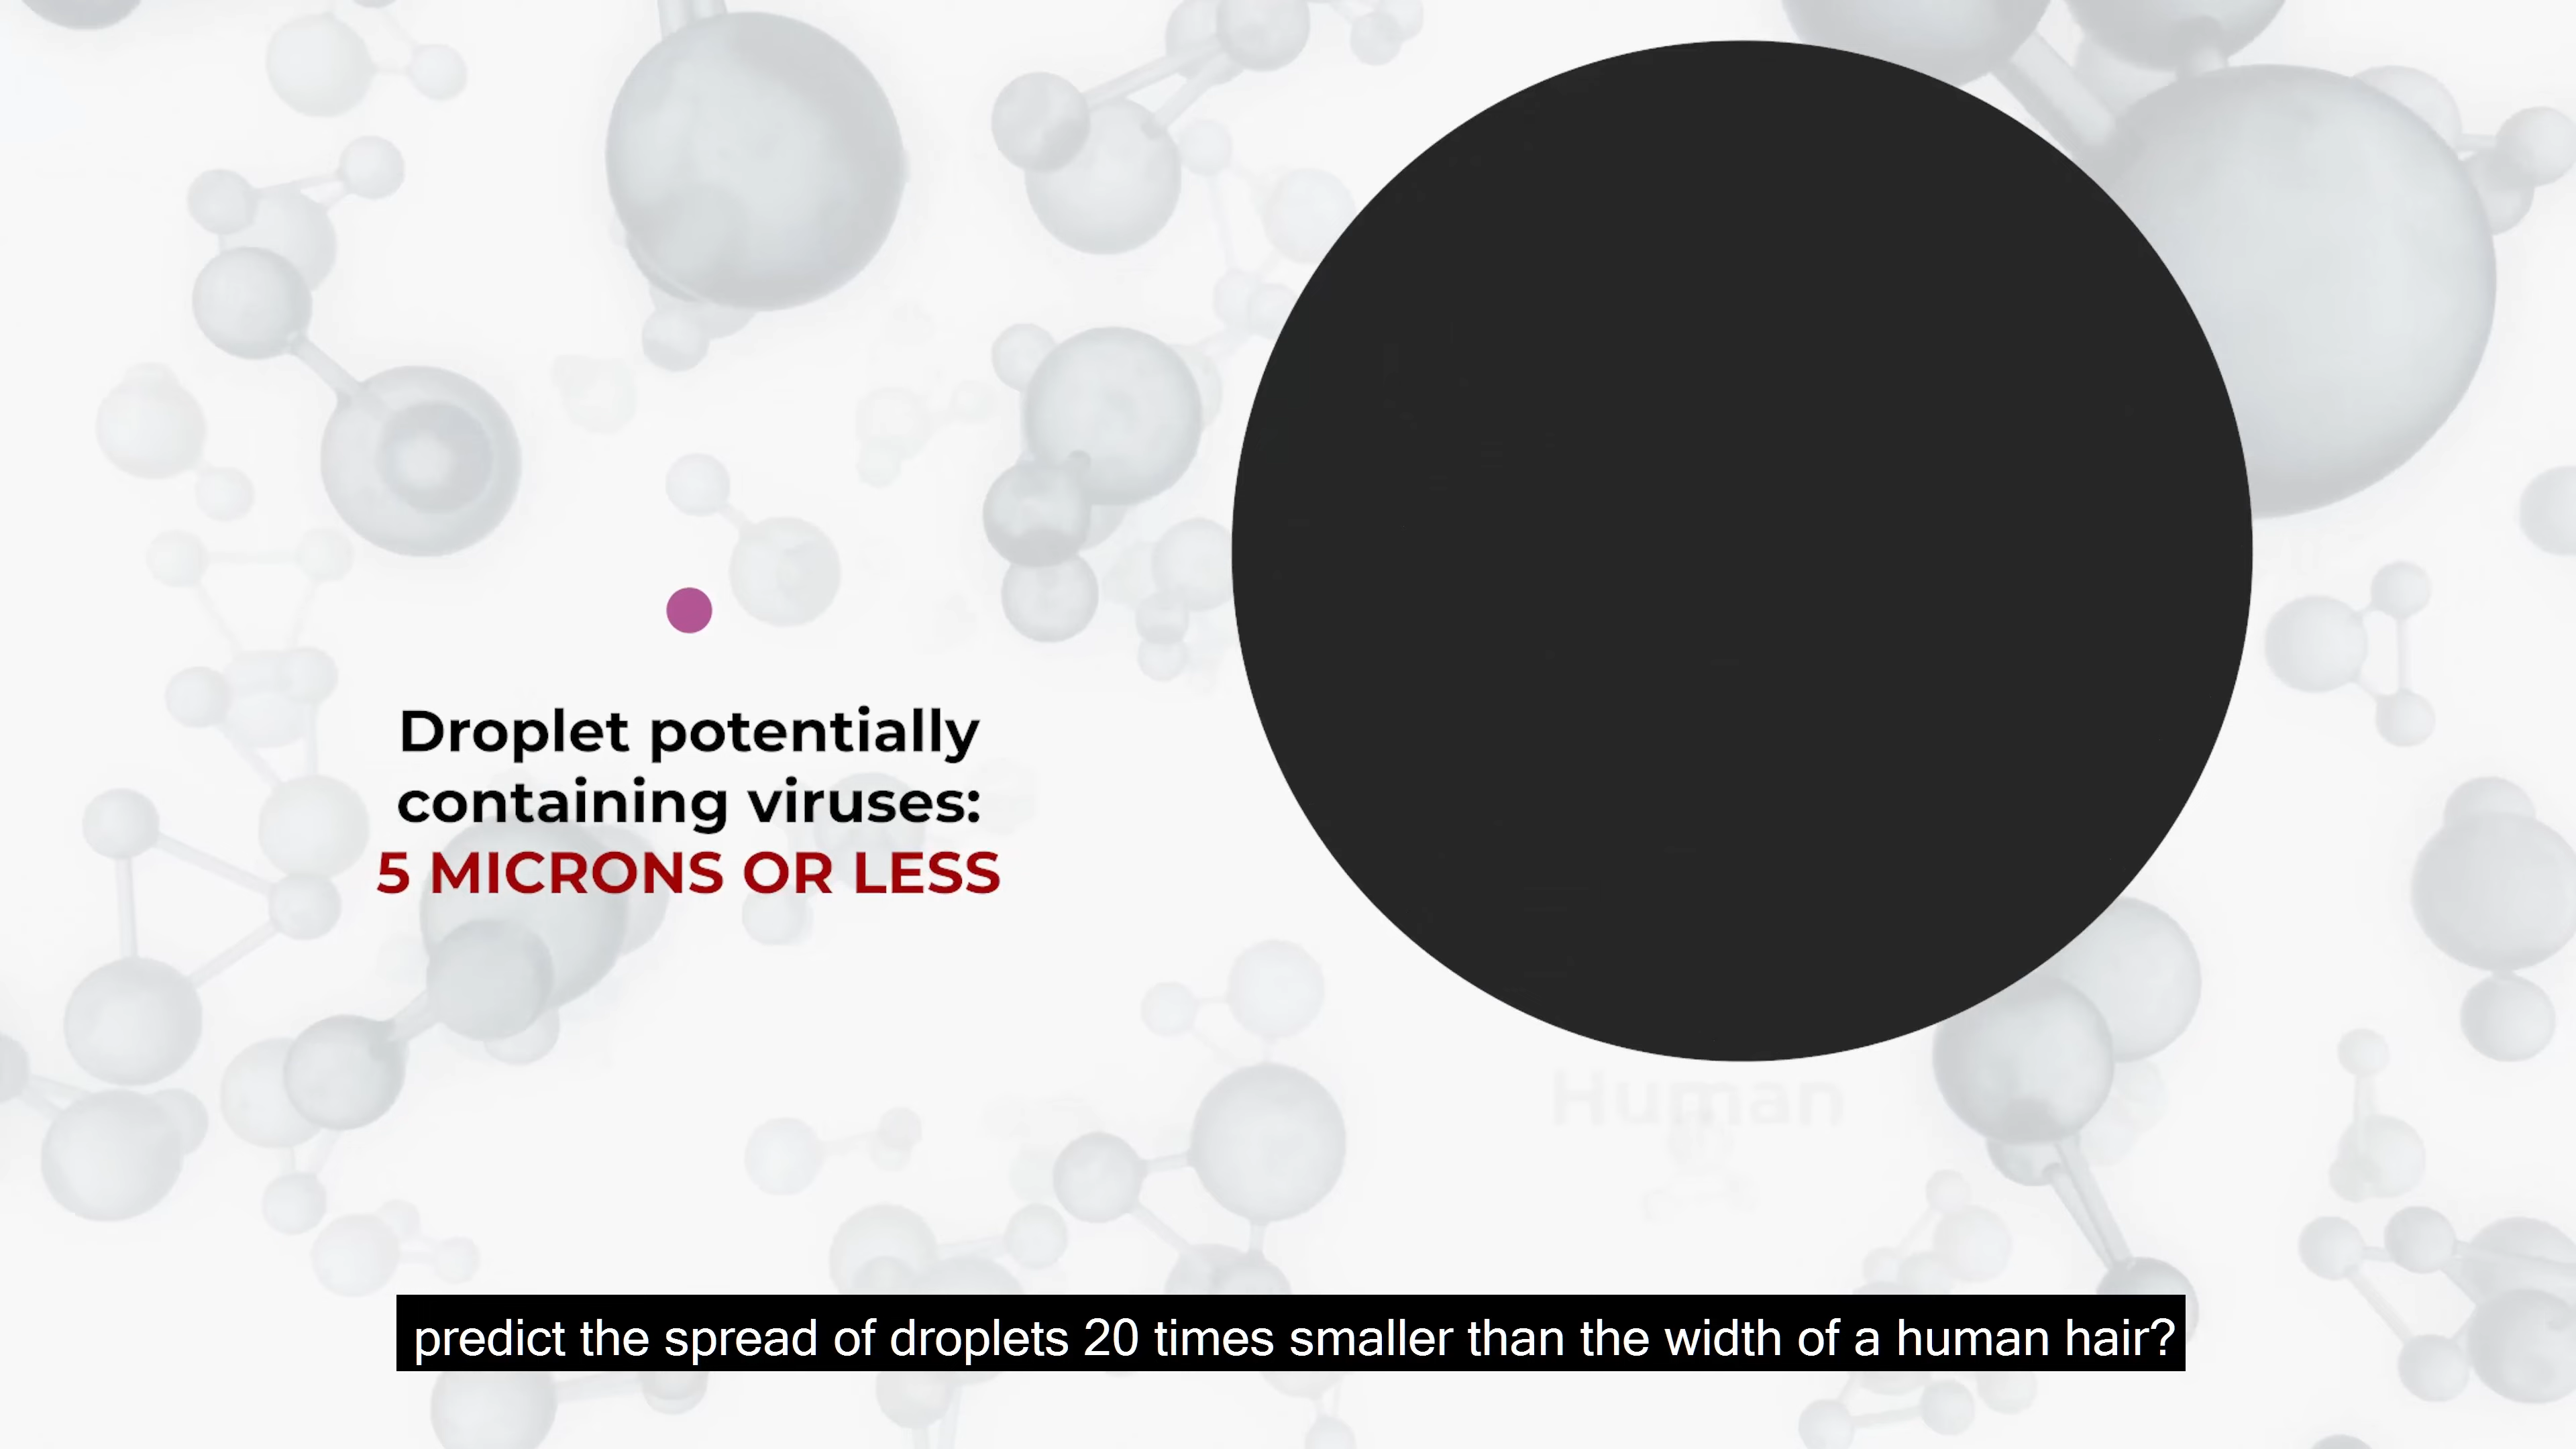 Droplet potentially
containing viruses:
5 MICRONS OR LESS
Human
predict the spread of droplets 20 times smaller than the width of a human hair?